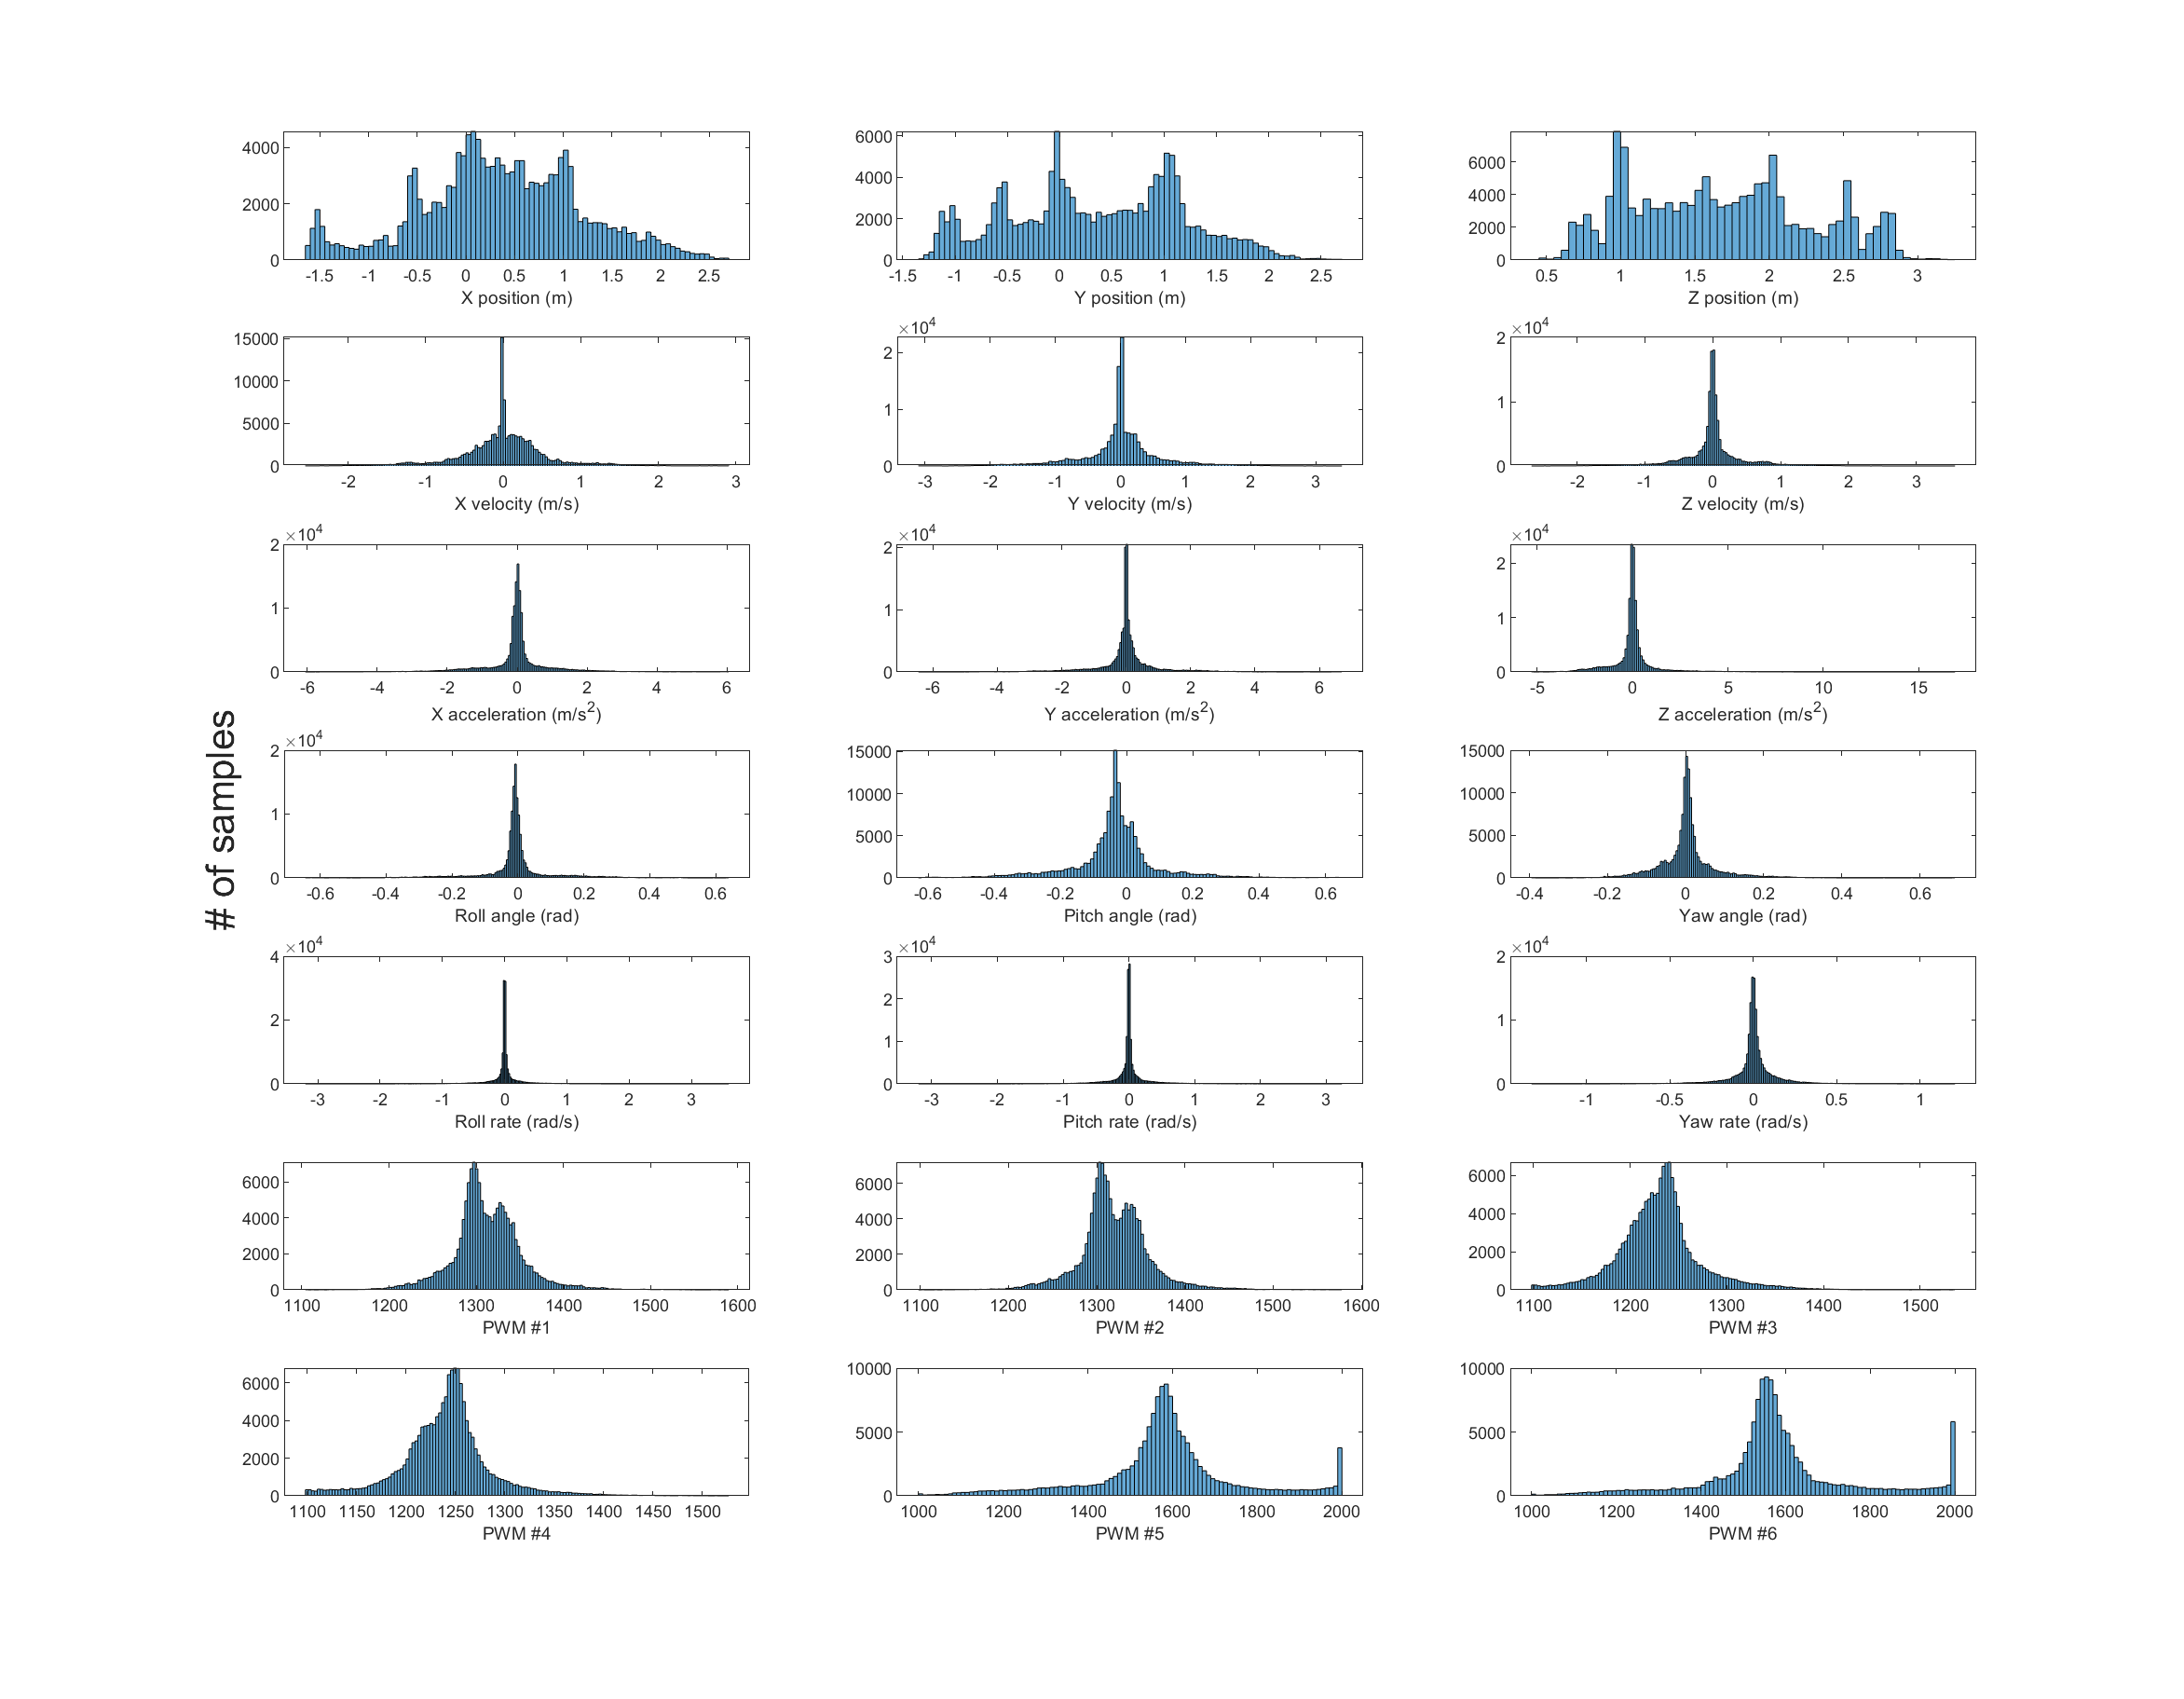 # of samples
4000
2000
0
-1.5 -1 -0.5 0 0.5 1 1.5 2 2.5
X position (m)
6000
4000
2000
0
-1.5 -1 -0.5 0 0.5 1 1.5 2 2.5
Y position (m)
6000
4000
2000
0
0.5 1 1.5 2 2.5 3
Z position (m)
15000
10000
5000
0
-2 -1 0 1 2 3
X velocity (m/s)
×10^4
2
1
0
-3 -2 -1 0 1 2 3
Y velocity (m/s)
×10^4
2
1
0
-2 -1 0 1 2 3
Z velocity (m/s)
×10^4
2
1
0
-6 -4 -2 0 2 4 6
X acceleration (m/s^2)
×10^4
2
1
0
-6 -4 -2 0 2 4 6
Y acceleration (m/s^2)
×10^4
2
1
0
-5 0 5 10 15
Z acceleration (m/s^2)
×10^4
2
1
0
-0.6 -0.4 -0.2 0 0.2 0.4 0.6
Roll angle (rad)
15000
10000
5000
0
-0.6 -0.4 -0.2 0 0.2 0.4 0.6
Pitch angle (rad)
15000
10000
5000
0
-0.4 -0.2 0 0.2 0.4 0.6
Yaw angle (rad)
×10^4
4
2
0
-3 -2 -1 0 1 2 3
Roll rate (rad/s)
×10^4
3
2
1
0
-3 -2 -1 0 1 2 3
Pitch rate (rad/s)
×10^4
2
1
0
-1 -0.5 0 0.5 1
Yaw rate (rad/s)
6000
4000
2000
0
1100 1200 1300 1400 1500 1600
PWM #1
6000
4000
2000
0
1100 1200 1300 1400 1500 1600
PWM #2
6000
4000
2000
0
1100 1200 1300 1400 1500
PWM #3
6000
4000
2000
0
1100 1150 1200 1250 1300 1350 1400 1450 1500
PWM #4
10000
5000
0
1000 1200 1400 1600 1800 2000
PWM #5
10000
5000
0
1000 1200 1400 1600 1800 2000
PWM #6